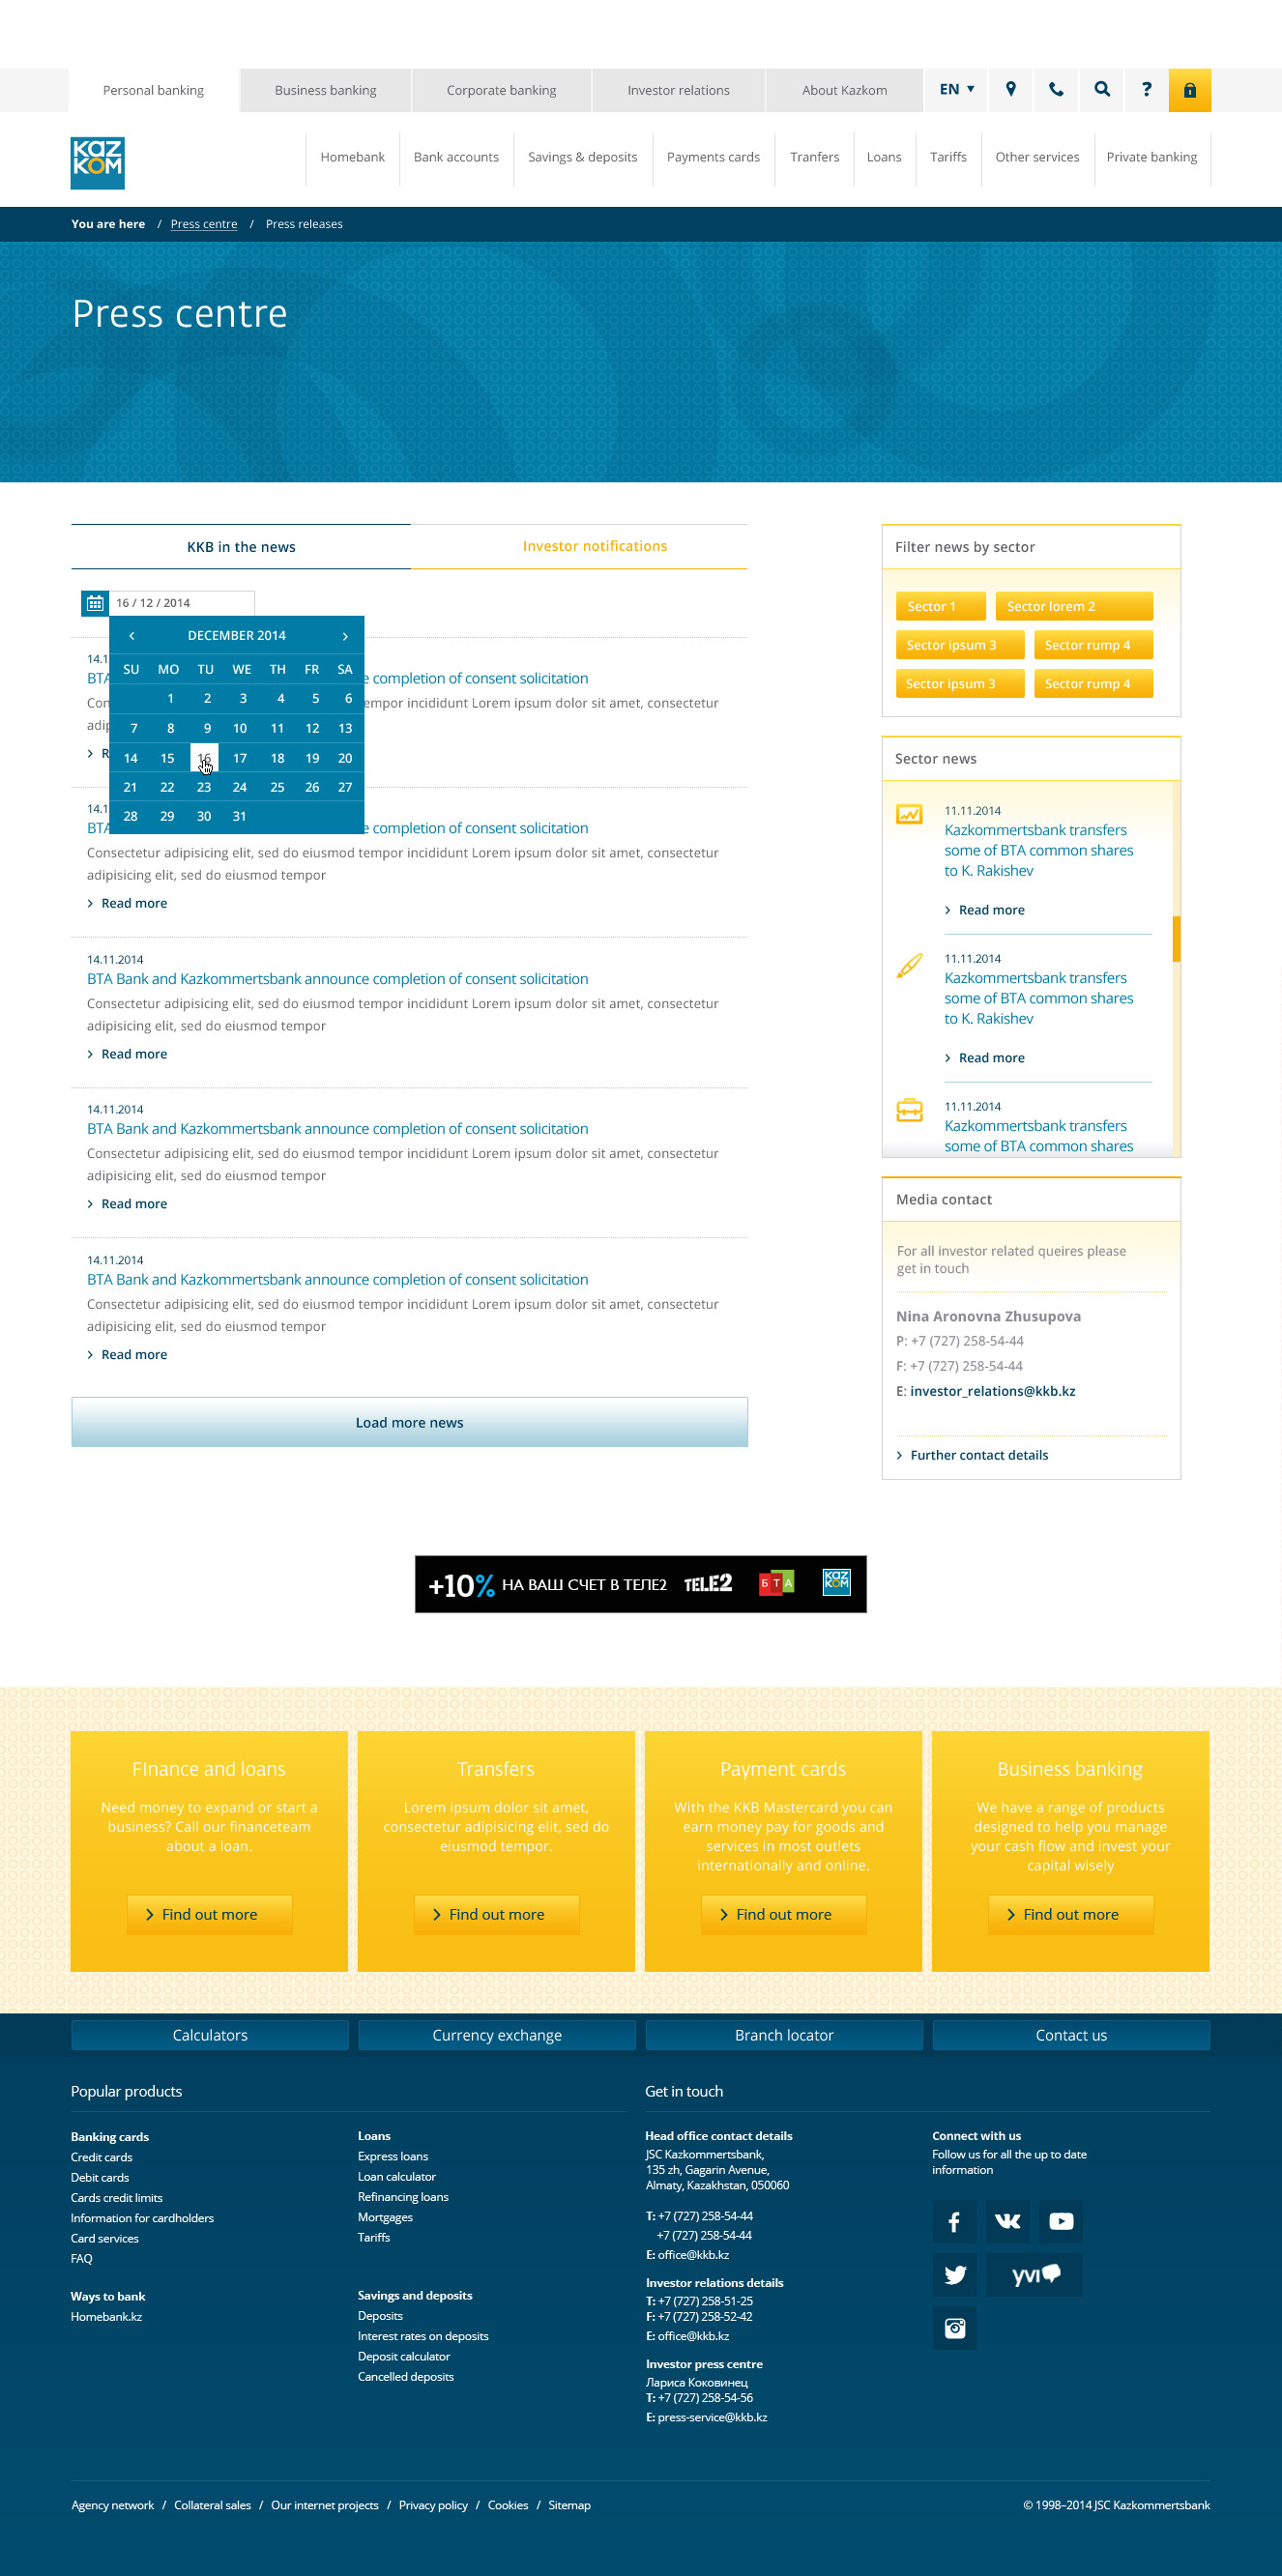 Personal banking
Business banking
Corporate banking
Investor relations
About Kazkom
EN
?
KAZ
KOM
Homebank
Bank accounts
Savings & deposits
Payments cards
Tranfers
Loans
Tariffs
Other services
Private banking
You are here / Press centre / Press releases
Press centre
KKB in the news
Investor notifications
16 / 12 / 2014
DECEMBER 2014
SU MO TU WE TH FR SA
1 2 3 4 5 6
7 8 9 10 11 12 13
14 15 16 17 18 19 20
21 22 23 24 25 26 27
28 29 30 31
14.1
BTA e completion of consent solicitation
Con empor incididunt Lorem ipsum dolor sit amet, consectetur
adip
R
14.1
BTA e completion of consent solicitation
Consectetur adipisicing elit, sed do eiusmod tempor incididunt Lorem ipsum dolor sit amet, consectetur
adipisicing elit, sed do eiusmod tempor
Read more
14.11.2014
BTA Bank and Kazkommertsbank announce completion of consent solicitation
Consectetur adipisicing elit, sed do eiusmod tempor incididunt Lorem ipsum dolor sit amet, consectetur
adipisicing elit, sed do eiusmod tempor
Read more
14.11.2014
BTA Bank and Kazkommertsbank announce completion of consent solicitation
Consectetur adipisicing elit, sed do eiusmod tempor incididunt Lorem ipsum dolor sit amet, consectetur
adipisicing elit, sed do eiusmod tempor
Read more
14.11.2014
BTA Bank and Kazkommertsbank announce completion of consent solicitation
Consectetur adipisicing elit, sed do eiusmod tempor incididunt Lorem ipsum dolor sit amet, consectetur
adipisicing elit, sed do eiusmod tempor
Read more
Load more news
Filter news by sector
Sector 1
Sector lorem 2
Sector ipsum 3
Sector rump 4
Sector ipsum 3
Sector rump 4
Sector news
11.11.2014
Kazkommertsbank transfers
some of BTA common shares
to K. Rakishev
Read more
11.11.2014
Kazkommertsbank transfers
some of BTA common shares
to K. Rakishev
Read more
11.11.2014
Kazkommertsbank transfers
some of BTA common shares
Media contact
For all investor related queires please
get in touch
Nina Aronovna Zhusupova
P: +7 (727) 258-54-44
F: +7 (727) 258-54-44
E: investor_relations@kkb.kz
Further contact details
+10% НА ВАШ СЧЕТ В ТЕЛЕ2
TELE2
БТА
KAZ
KOM
FInance and loans
Need money to expand or start a
business? Call our financeteam
about a loan.
Find out more
Transfers
Lorem ipsum dolor sit amet,
consectetur adipisicing elit, sed do
eiusmod tempor.
Find out more
Payment cards
With the KKB Mastercard you can
earn money pay for goods and
services in most outlets
internationally and online.
Find out more
Business banking
We have a range of products
designed to help you manage
your cash flow and invest your
capital wisely
Find out more
Calculators
Currency exchange
Branch locator
Contact us
Popular products
Banking cards
Credit cards
Debit cards
Cards credit limits
Information for cardholders
Card services
FAQ
Ways to bank
Homebank.kz
Loans
Express loans
Loan calculator
Refinancing loans
Mortgages
Tariffs
Savings and deposits
Deposits
Interest rates on deposits
Deposit calculator
Cancelled deposits
Get in touch
Head office contact details
JSC Kazkommertsbank,
135 zh, Gagarin Avenue,
Almaty, Kazakhstan, 050060
T: +7 (727) 258-54-44
+7 (727) 258-54-44
E: office@kkb.kz
Investor relations details
T: +7 (727) 258-51-25
F: +7 (727) 258-52-42
E: office@kkb.kz
Investor press centre
Лариса Коковинец
T: +7 (727) 258-54-56
E: press-service@kkb.kz
Connect with us
Follow us for all the up to date
information
yvi
Agency network / Collateral sales / Our internet projects / Privacy policy / Cookies / Sitemap
© 1998–2014 JSC Kazkommertsbank